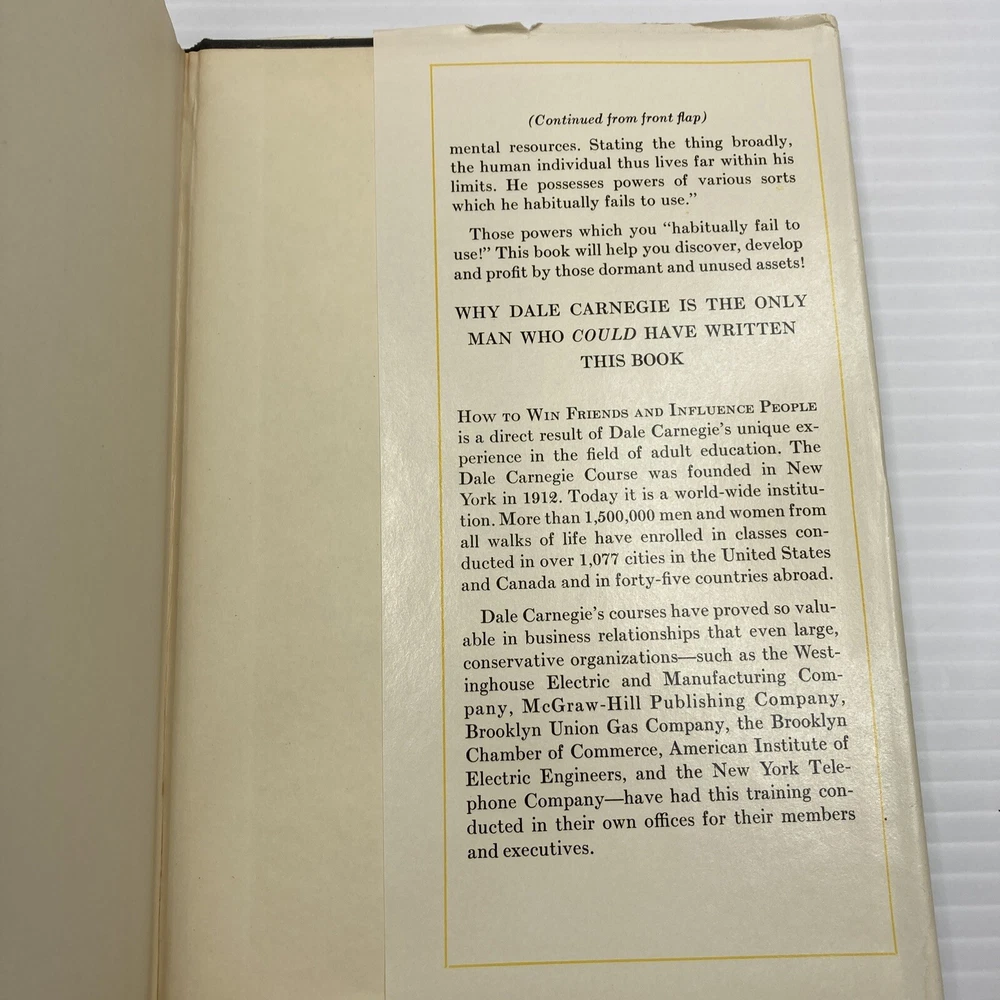 (Continued from front flap)
mental resources. Stating the thing broadly,
the human individual thus lives far within his
limits. He possesses powers of various sorts
which he habitually fails to use.”
Those powers which you “habitually fail to
use!” This book will help you discover, develop
and profit by those dormant and unused assets!
WHY DALE CARNEGIE IS THE ONLY
MAN WHO COULD HAVE WRITTEN
THIS BOOK
HOW TO WIN FRIENDS AND INFLUENCE PEOPLE
is a direct result of Dale Carnegie’s unique ex-
perience in the field of adult education. The
Dale Carnegie Course was founded in New
York in 1912. Today it is a world-wide institu-
tion. More than 1,500,000 men and women from
all walks of life have enrolled in classes con-
ducted in over 1,077 cities in the United States
and Canada and in forty-five countries abroad.
Dale Carnegie’s courses have proved so valu-
able in business relationships that even large,
conservative organizations—such as the West-
inghouse Electric and Manufacturing Com-
pany, McGraw-Hill Publishing Company,
Brooklyn Union Gas Company, the Brooklyn
Chamber of Commerce, American Institute of
Electric Engineers, and the New York Tele-
phone Company—have had this training con-
ducted in their own offices for their members
and executives.